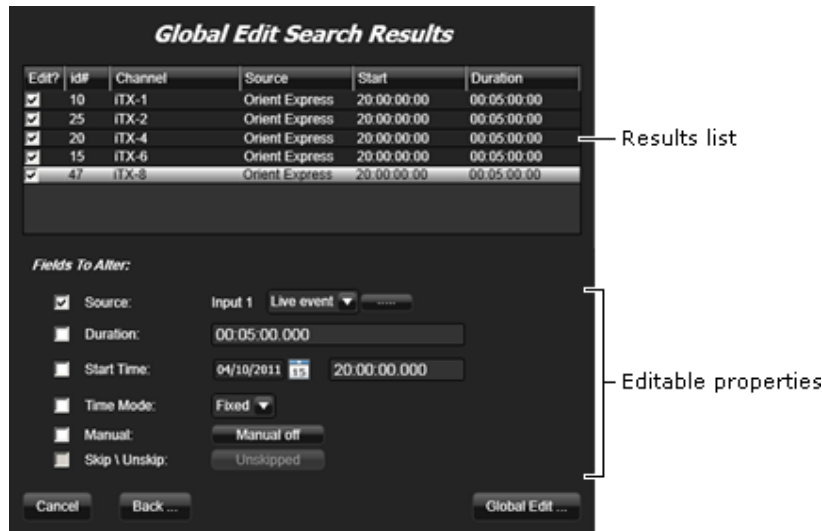 Global Edit Search Results
Edit? id# Channel Source Start Duration
10 iTX-1 Orient Express 20:00:00:00 00:05:00:00
25 iTX-2 Orient Express 20:00:00:00 00:05:00:00
20 iTX-4 Orient Express 20:00:00:00 00:05:00:00
15 iTX-6 Orient Express 20:00:00:00 00:05:00:00
47 iTX-8 Orient Express 20:00:00:00 00:05:00:00
Results list
Fields To Alter:
Source: Input 1 Live event ......
Duration: 00:05:00.000
Start Time: 04/10/2011 15 20:00:00.000
Editable properties
Time Mode: Fixed
Manual: Manual off
Skip \ Unskip: Unskipped
Cancel Back ... Global Edit ...